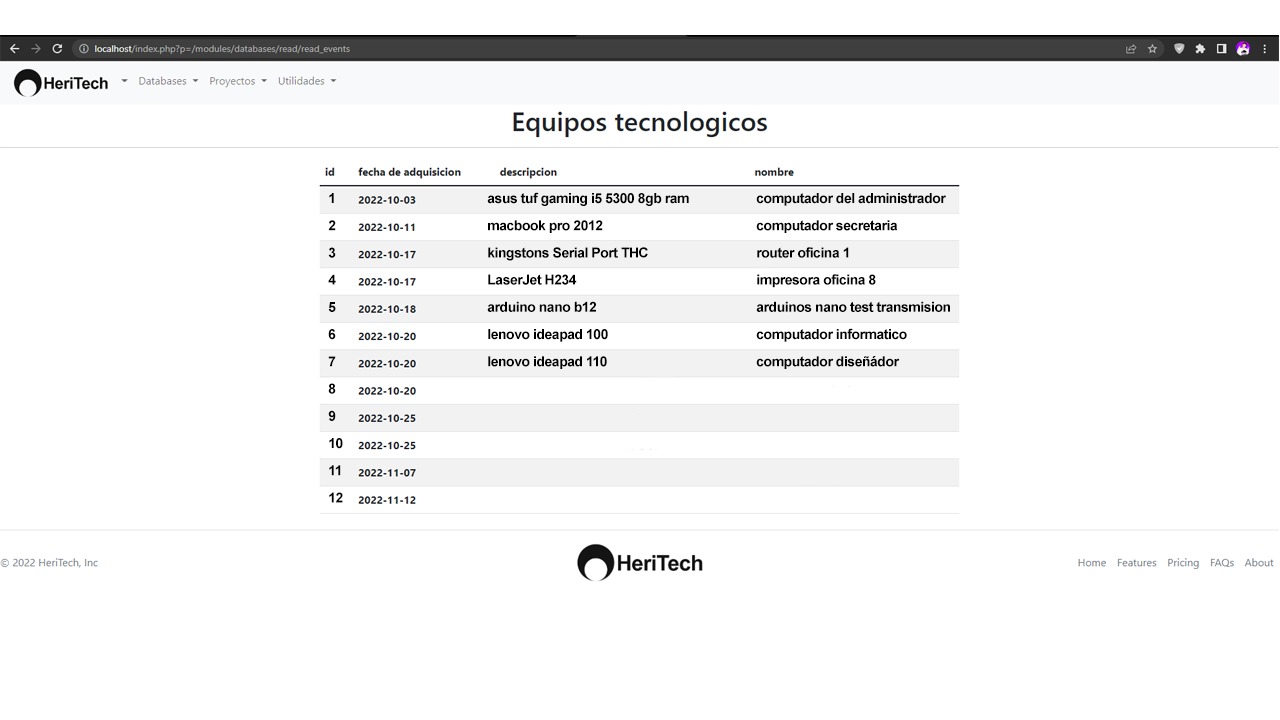 localhost/index.php?p=/modules/databases/read/read_events
HeriTech Databases Proyectos Utilidades
Equipos tecnologicos
id fecha de adquisicion descripcion nombre
1 2022-10-03 asus tuf gaming i5 5300 8gb ram computador del administrador
2 2022-10-11 macbook pro 2012 computador secretaria
3 2022-10-17 kingstons Serial Port THC router oficina 1
4 2022-10-17 LaserJet H234 impresora oficina 8
5 2022-10-18 arduino nano b12 arduinos nano test transmision
6 2022-10-20 lenovo ideapad 100 computador informatico
7 2022-10-20 lenovo ideapad 110 computador diseñádor
8 2022-10-20
9 2022-10-25
10 2022-10-25
11 2022-11-07
12 2022-11-12
© 2022 HeriTech, Inc HeriTech Home Features Pricing FAQs About